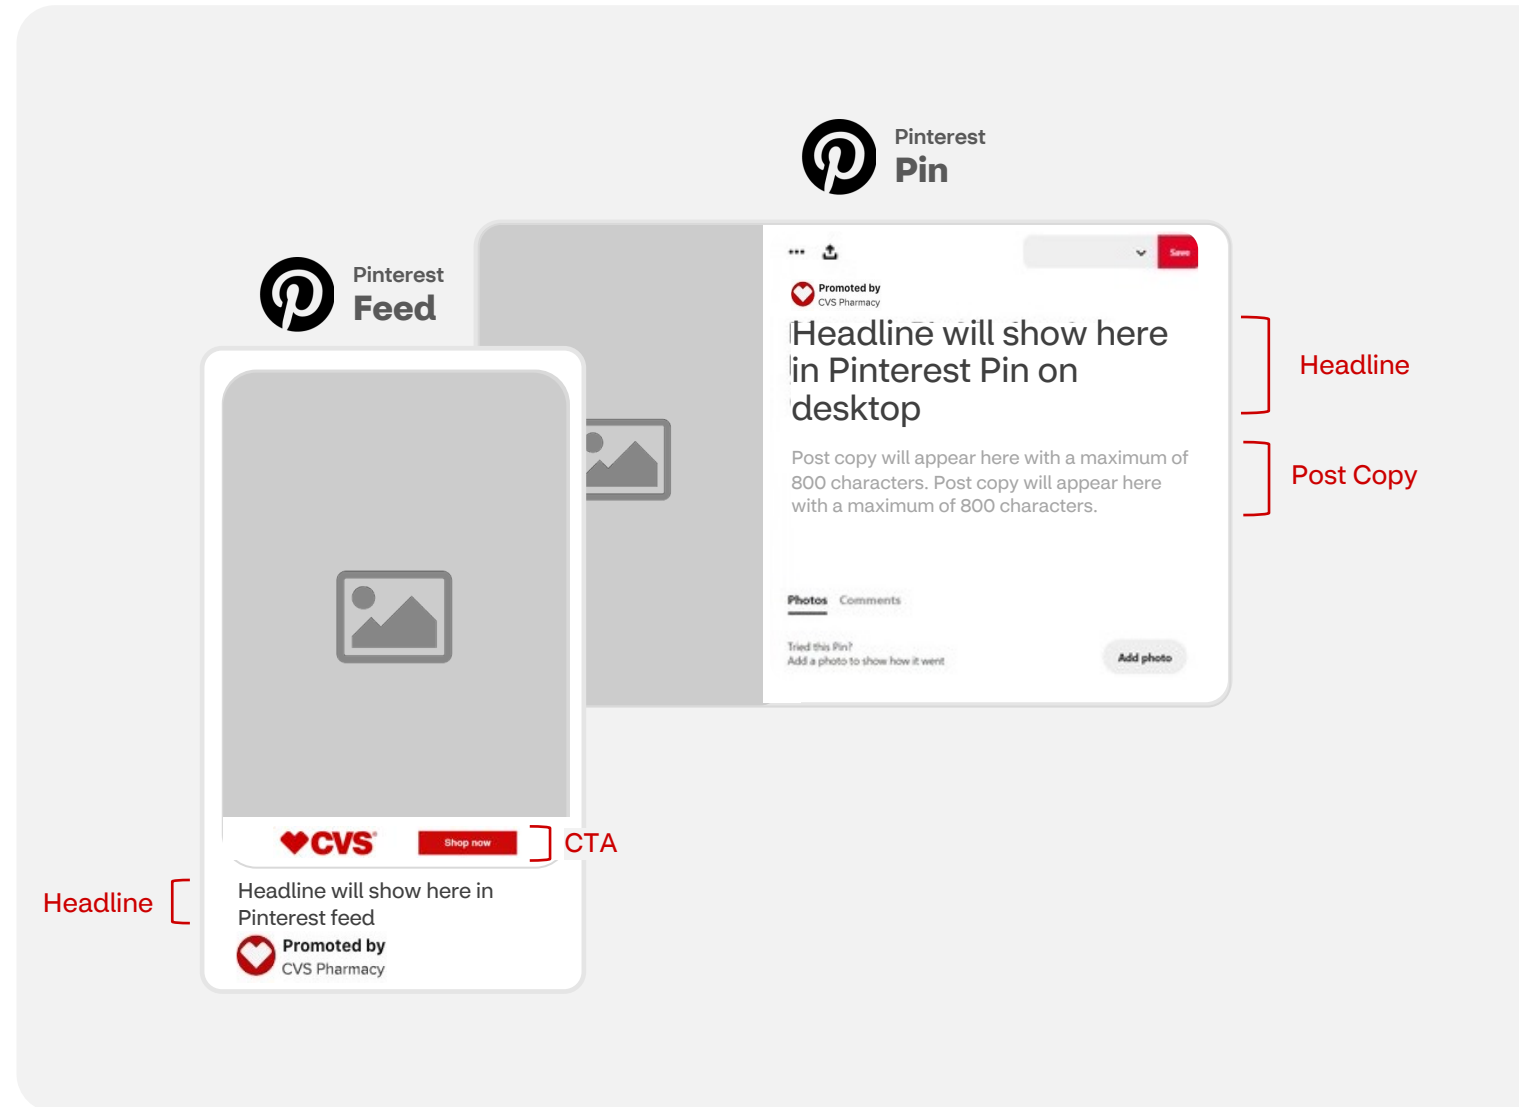 Pinterest
Pin
Pinterest
Feed
Save
Promoted by
CVS Pharmacy
Headline will show here
in Pinterest Pin on
desktop
Headline
Post copy will appear here with a maximum of
800 characters. Post copy will appear here
with a maximum of 800 characters.
Post Copy
Photos Comments
Tried this Pin?
Add a photo to show how it went
Add photo
CVS®
Shop now
CTA
Headline
Headline will show here in
Pinterest feed
Promoted by
CVS Pharmacy